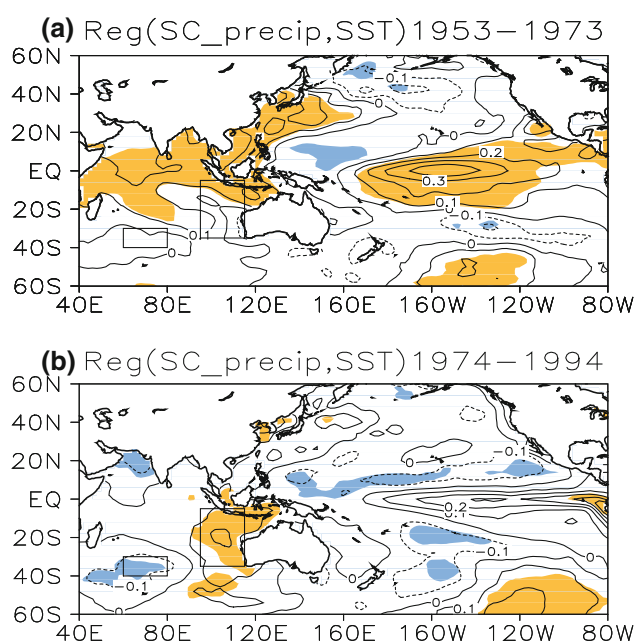 (a) Reg(SC_precip,SST)1953−1973
60N
40N
20N
EQ
20S
40S
60S
−0.1
0
0
0.2
0.3
0.1
0.1
−0.1
0
0
40E 80E 120E 160E 160W 120W 80W
(b) Reg(SC_precip,SST)1974−1994
60N
40N
20N
EQ
20S
40S
60S
0
−0.1
0
0.2
−0.1
−0.1
0
0
0
0
0.1
40E 80E 120E 160E 160W 120W 80W